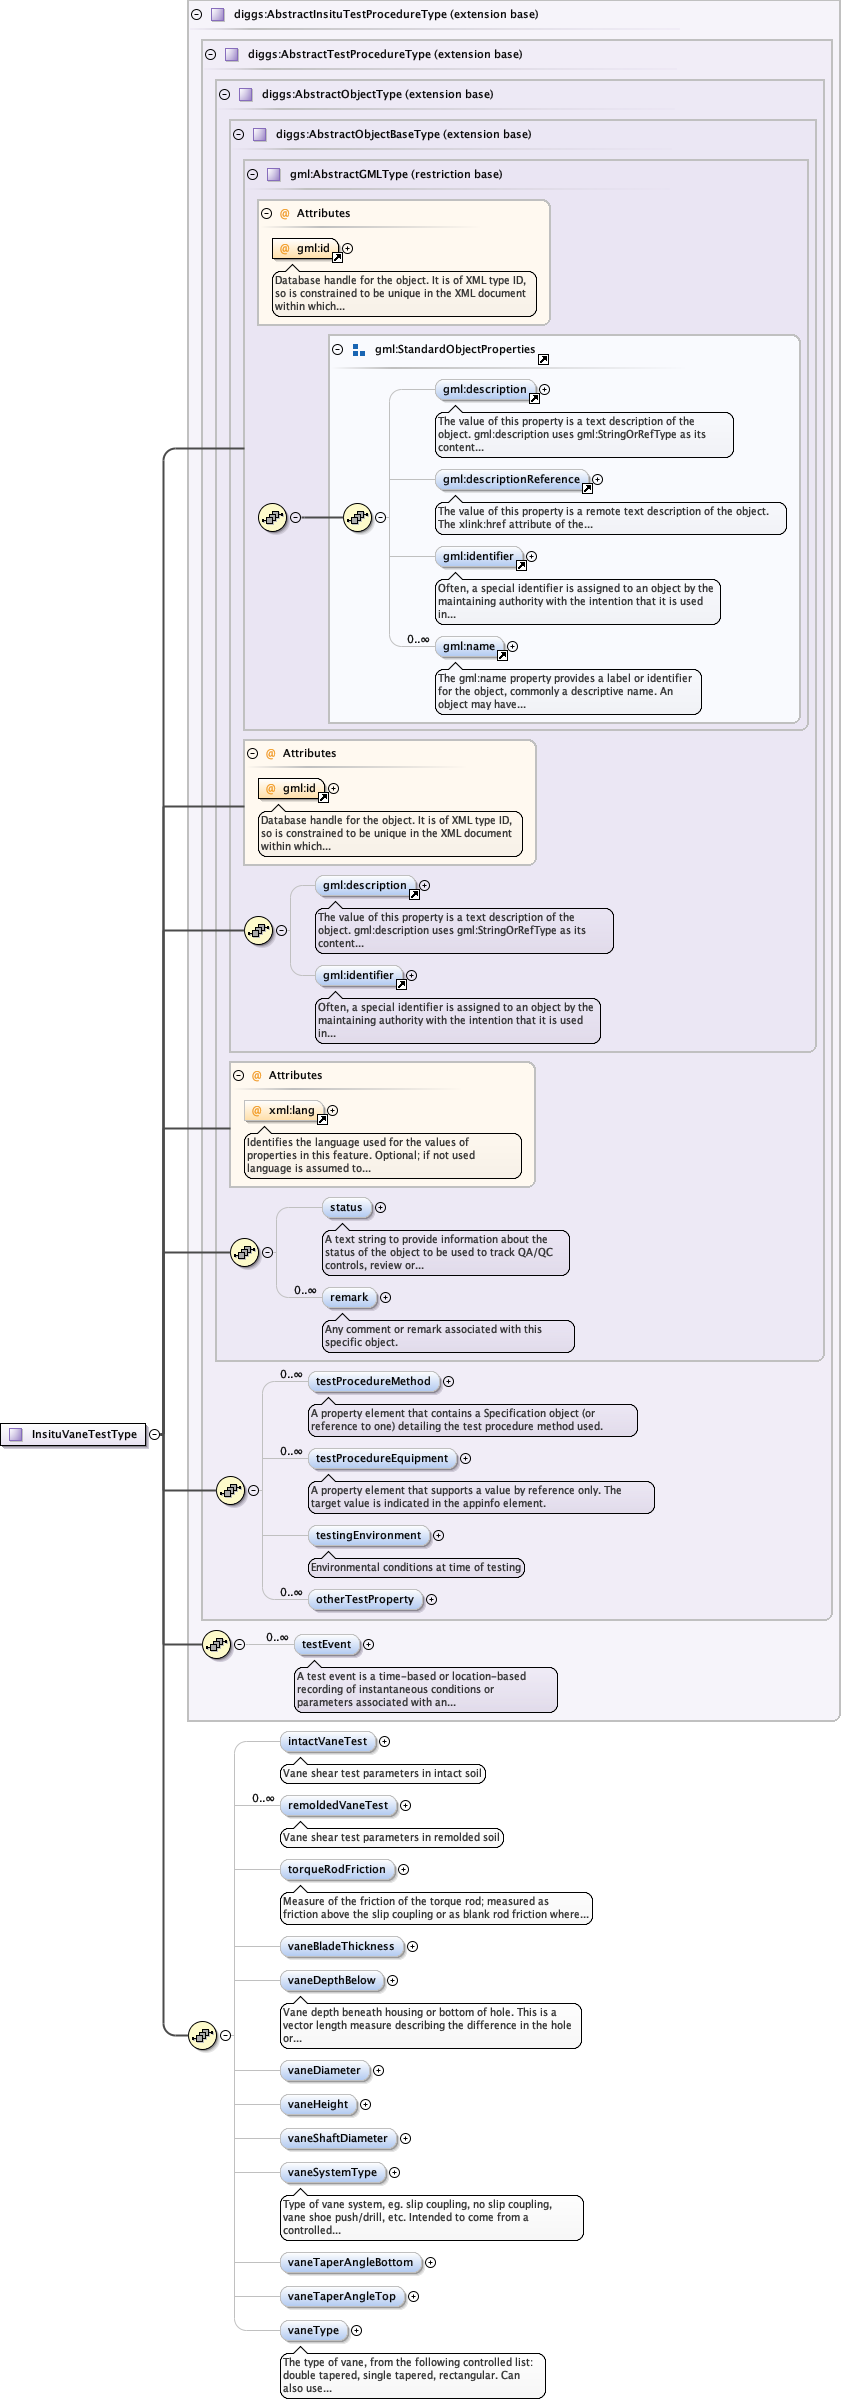 diggs:AbstractInsituTestProcedureType (extension base)
diggs:AbstractTestProcedureType (extension base)
diggs:AbstractObjectType (extension base)
diggs:AbstractObjectBaseType (extension base)
gml:AbstractGMLType (restriction base)
@ Attributes
@ gml:id
Database handle for the object. It is of XML type ID,
so is constrained to be unique in the XML document
within which...
gml:StandardObjectProperties
gml:description
The value of this property is a text description of the
object. gml:description uses gml:StringOrRefType as its
content...
gml:descriptionReference
The value of this property is a remote text description of the object.
The xlink:href attribute of the...
gml:identifier
Often, a special identifier is assigned to an object by the
maintaining authority with the intention that it is used
in...
0..∞
gml:name
The gml:name property provides a label or identifier
for the object, commonly a descriptive name. An
object may have...
@ Attributes
@ gml:id
Database handle for the object. It is of XML type ID,
so is constrained to be unique in the XML document
within which...
gml:description
The value of this property is a text description of the
object. gml:description uses gml:StringOrRefType as its
content...
gml:identifier
Often, a special identifier is assigned to an object by the
maintaining authority with the intention that it is used
in...
@ Attributes
@ xml:lang
Identifies the language used for the values of
properties in this feature. Optional; if not used
language is assumed to...
status
A text string to provide information about the
status of the object to be used to track QA/QC
controls, review or...
0..∞
remark
Any comment or remark associated with this
specific object.
0..∞
testProcedureMethod
A property element that contains a Specification object (or
reference to one) detailing the test procedure method used.
InsituVaneTestType
0..∞
testProcedureEquipment
A property element that supports a value by reference only. The
target value is indicated in the appinfo element.
testingEnvironment
Environmental conditions at time of testing
0..∞
otherTestProperty
0..∞
testEvent
A test event is a time-based or location-based
recording of instantaneous conditions or
parameters associated with an...
intactVaneTest
Vane shear test parameters in intact soil
0..∞
remoldedVaneTest
Vane shear test parameters in remolded soil
torqueRodFriction
Measure of the friction of the torque rod; measured as
friction above the slip coupling or as blank rod friction where...
vaneBladeThickness
vaneDepthBelow
Vane depth beneath housing or bottom of hole. This is a
vector length measure describing the difference in the hole
or...
vaneDiameter
vaneHeight
vaneShaftDiameter
vaneSystemType
Type of vane system, eg. slip coupling, no slip coupling,
vane shoe push/drill, etc. Intended to come from a
controlled...
vaneTaperAngleBottom
vaneTaperAngleTop
vaneType
The type of vane, from the following controlled list:
double tapered, single tapered, rectangular. Can
also use...